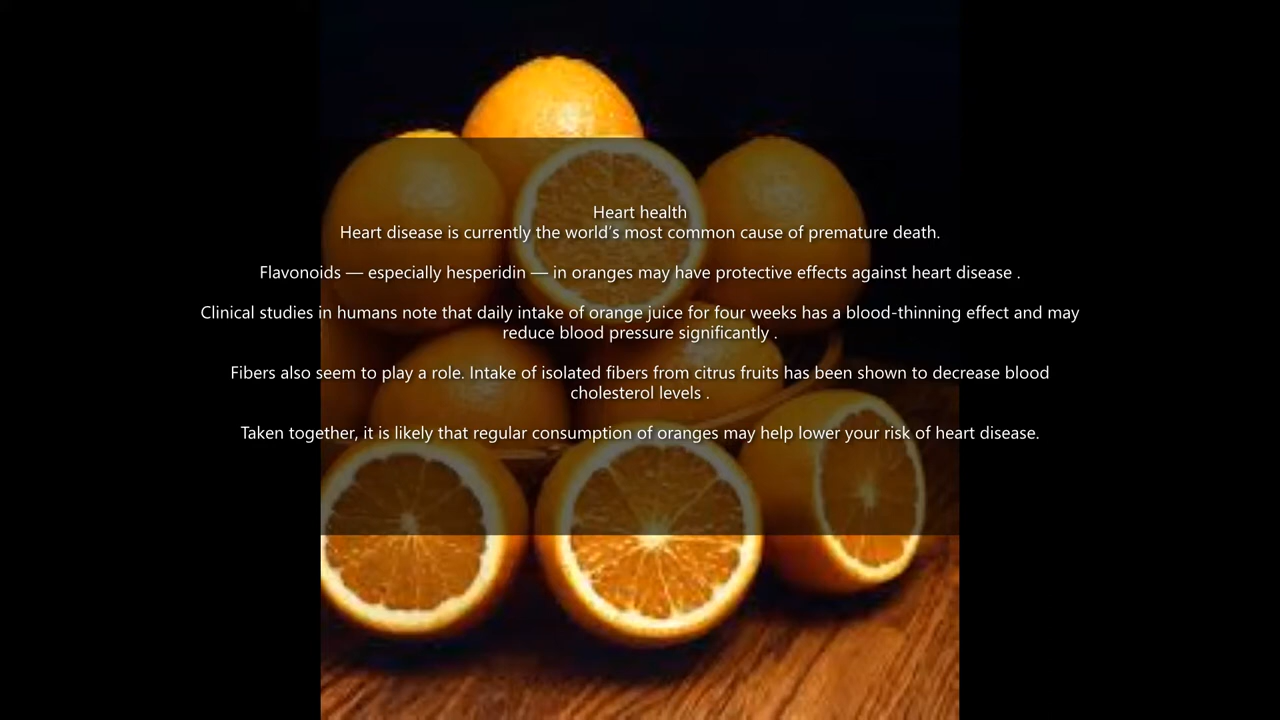 Heart health
Heart disease is currently the world's most common cause of premature death.
Flavonoids — especially hesperidin — in oranges may have protective effects against heart disease .
Clinical studies in humans note that daily intake of orange juice for four weeks has a blood-thinning effect and may
reduce blood pressure significantly .
Fibers also seem to play a role. Intake of isolated fibers from citrus fruits has been shown to decrease blood
cholesterol levels .
Taken together, it is likely that regular consumption of oranges may help lower your risk of heart disease.